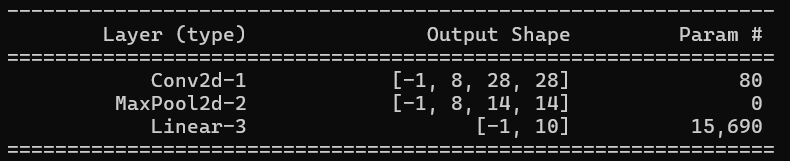 ----------------------------------------------------------------
        Layer (type)               Output Shape         Param #
================================================================
            Conv2d-1            [-1, 8, 28, 28]              80
         MaxPool2d-2            [-1, 8, 14, 14]               0
            Linear-3                   [-1, 10]          15,690
================================================================